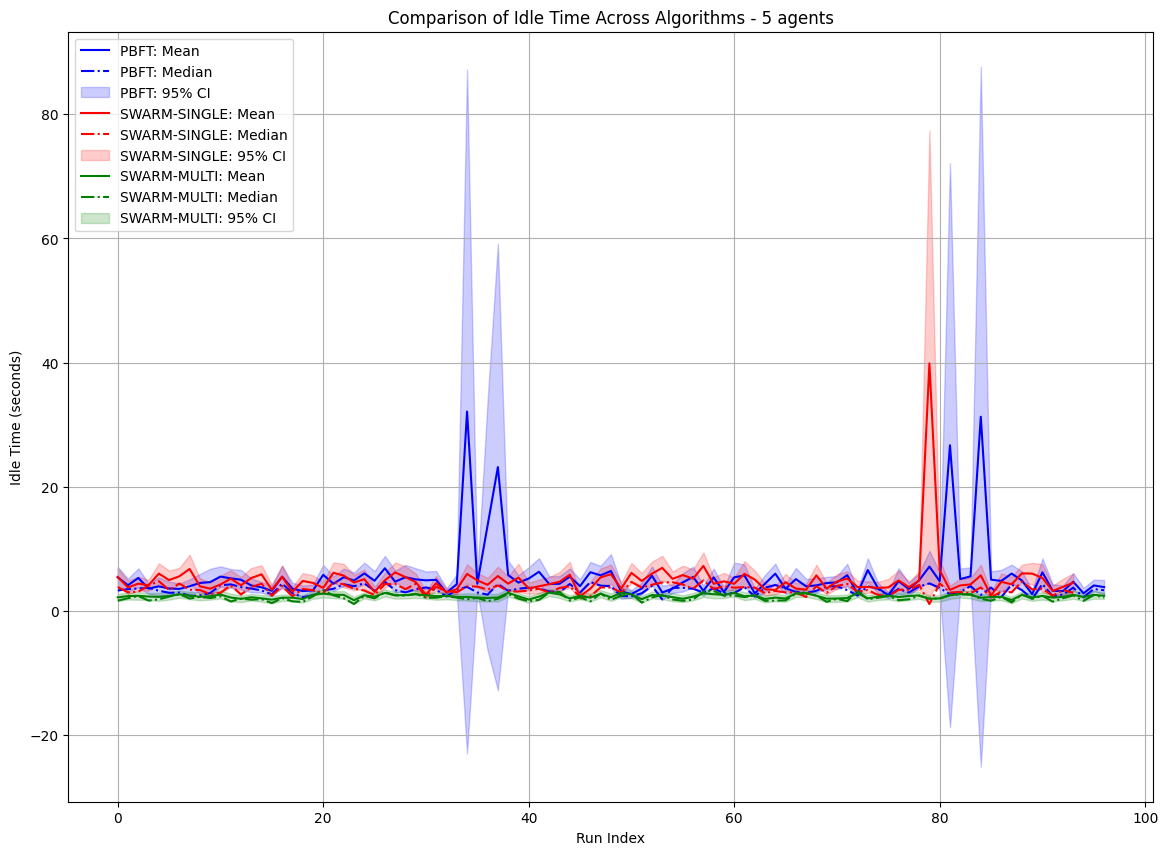 Comparison of Idle Time Across Algorithms - 5 agents
PBFT: Mean
PBFT: Median
PBFT: 95% CI
SWARM-SINGLE: Mean
SWARM-SINGLE: Median
SWARM-SINGLE: 95% CI
SWARM-MULTI: Mean
SWARM-MULTI: Median
SWARM-MULTI: 95% CI
80
60
40
20
0
−20
Idle Time (seconds)
0 20 40 60 80 100
Run Index